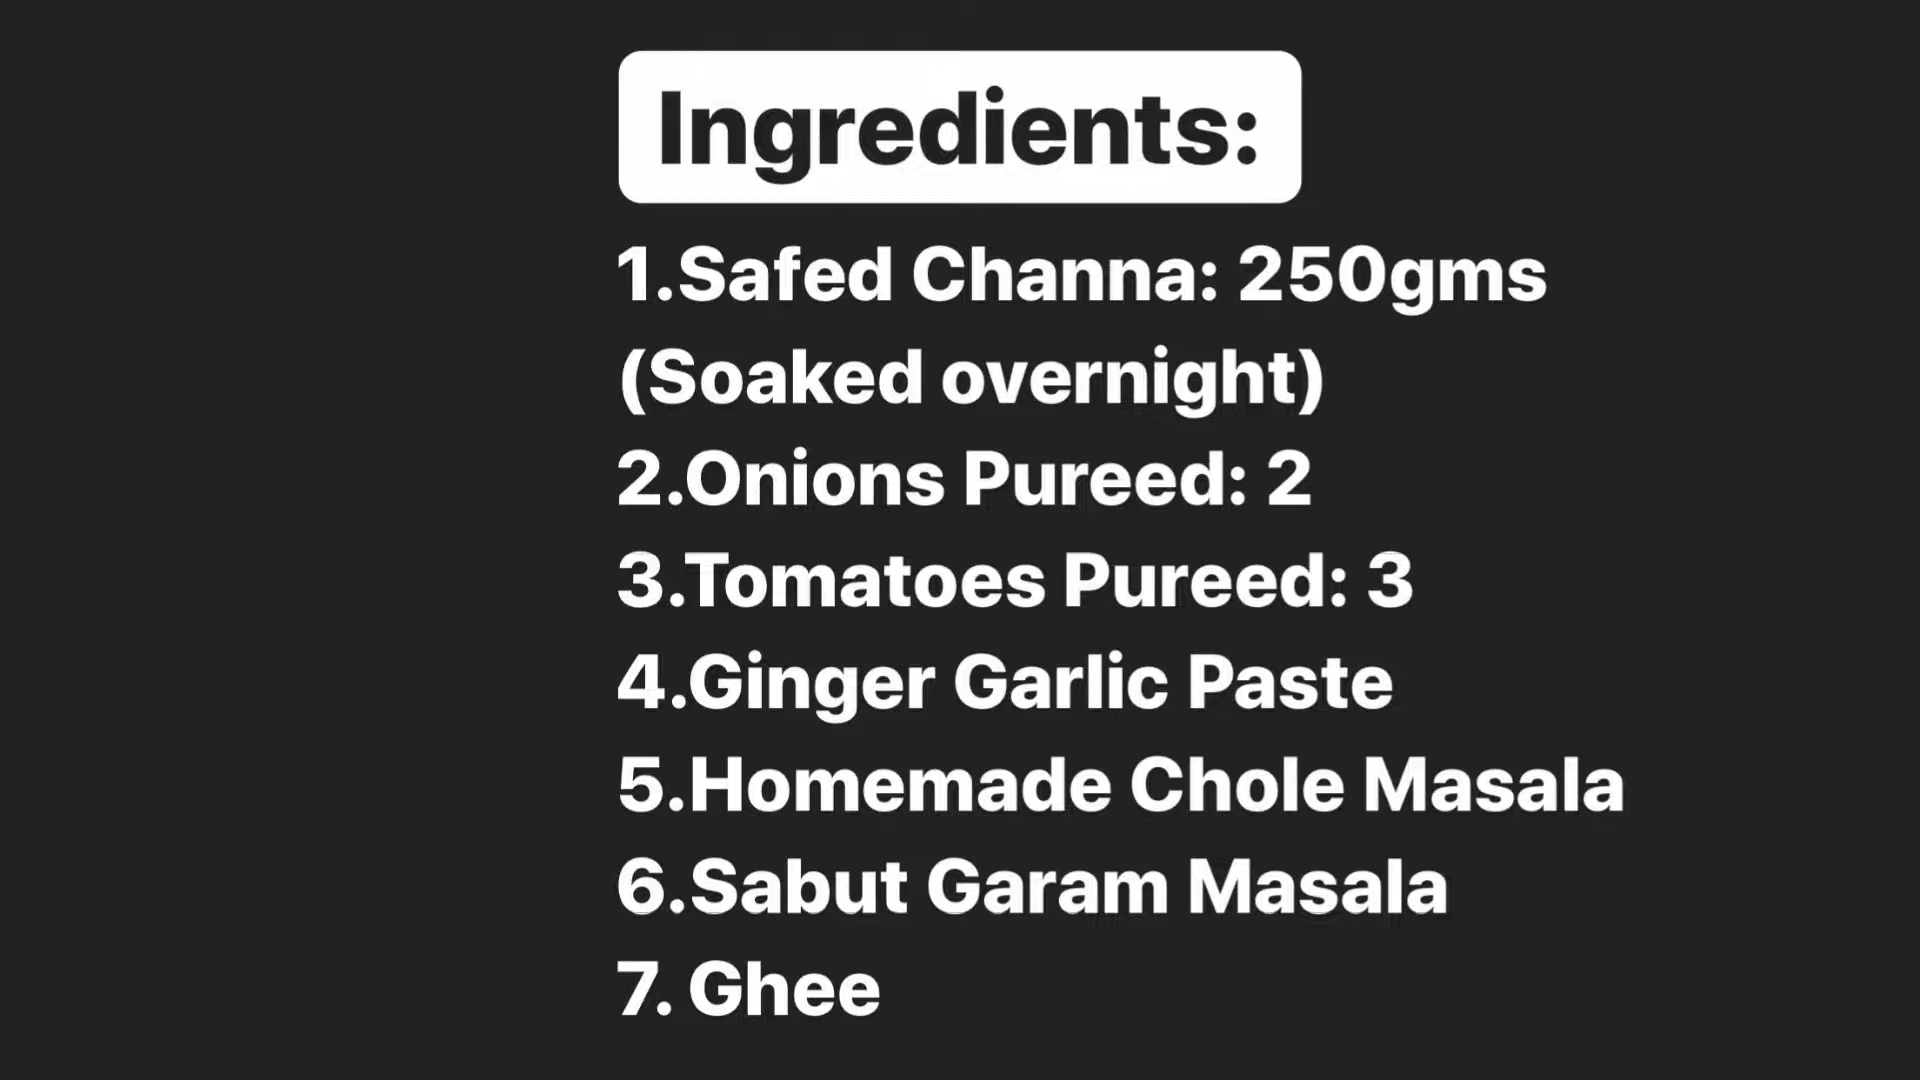 Ingredients:
1.Safed Channa: 250gms
(Soaked overnight)
2.Onions Pureed: 2
3.Tomatoes Pureed: 3
4.Ginger Garlic Paste
5.Homemade Chole Masala
6.Sabut Garam Masala
7. Ghee